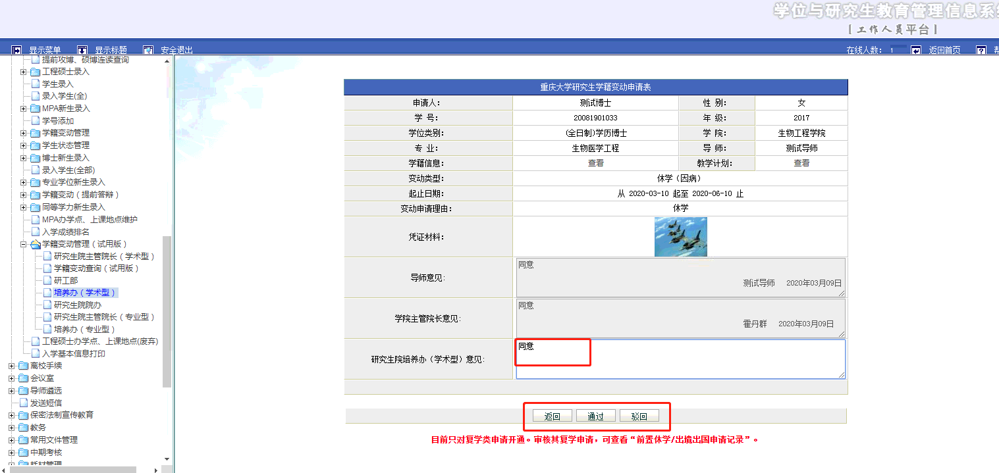 学位与研究生教育管理信息系
[ 工作人员平台 ]
显示菜单 显示标题 安全退出 在线人数: 1 返回首页
提前攻博、硕博连读查询
工程硕士录入
学生录入
录入学生(全)
MPA新生录入
学号添加
学籍变动管理
学生状态管理
博士新生录入
录入学生(全部)
专业学位新生录入
学籍变动（提前答辩）
同等学力新生录入
MPA办学点、上课地点维护
入学成绩排名
学籍变动管理（试用版）
研究生院主管院长（学术型）
学籍变动查询（试用版）
研工部
培养办（学术型）
研究生院院办
研究生院主管院长（专业型）
培养办（专业型）
工程硕士办学点、上课地点(废弃)
入学基本信息打印
离校手续
会议室
导师遴选
发送短信
保密法制宣传教育
教务
常用文件管理
中期考核
耗材管理
重庆大学研究生学籍变动申请表
申请人: 测试博士 性 别: 女
学 号: 20081901033 年 级: 2017
学位类别: (全日制)学历博士 学 院: 生物工程学院
专 业: 生物医学工程 导 师: 测试导师
学籍信息: 查看 教学计划: 查看
变动类型: 休学（因病）
起止日期: 从 2020-03-10 起至 2020-06-10 止
变动申请理由: 休学
凭证材料:
导师意见: 同意
测试导师 2020年03月09日
学院主管院长意见: 同意
霍丹群 2020年03月09日
研究生院培养办（学术型）意见: 同意
返回 通过 驳回
目前只对复学类申请开通。审核其复学申请，可查看“前置休学/出境出国申请记录”。